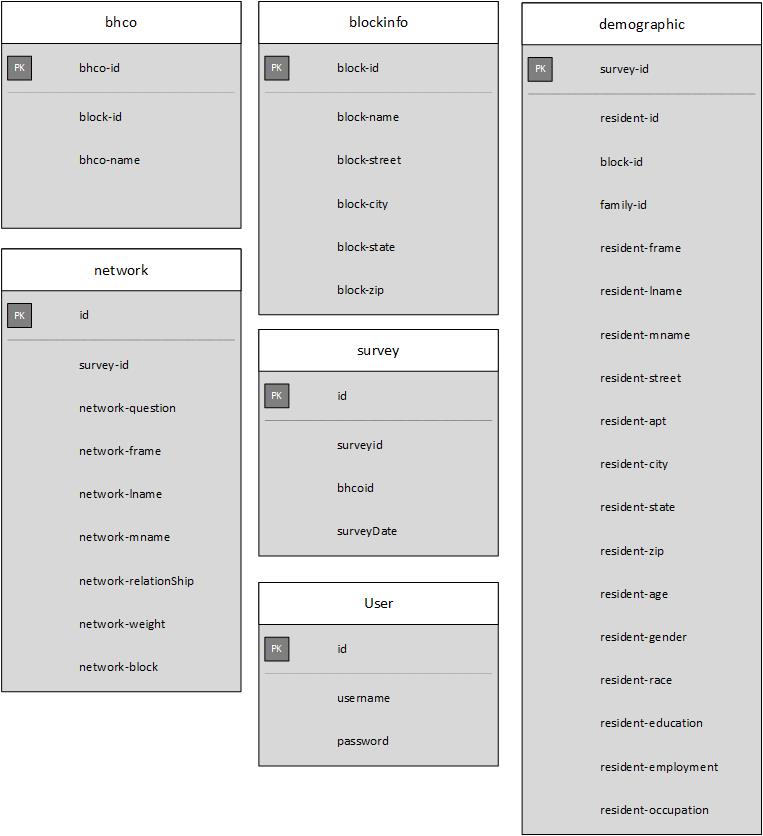 bhco
PK bhco-id
block-id
bhco-name
network
PK id
survey-id
network-question
network-frame
network-lname
network-mname
network-relationShip
network-weight
network-block
blockinfo
PK block-id
block-name
block-street
block-city
block-state
block-zip
survey
PK id
surveyid
bhcoid
surveyDate
User
PK id
username
password
demographic
PK survey-id
resident-id
block-id
family-id
resident-frame
resident-lname
resident-mname
resident-street
resident-apt
resident-city
resident-state
resident-zip
resident-age
resident-gender
resident-race
resident-education
resident-employment
resident-occupation